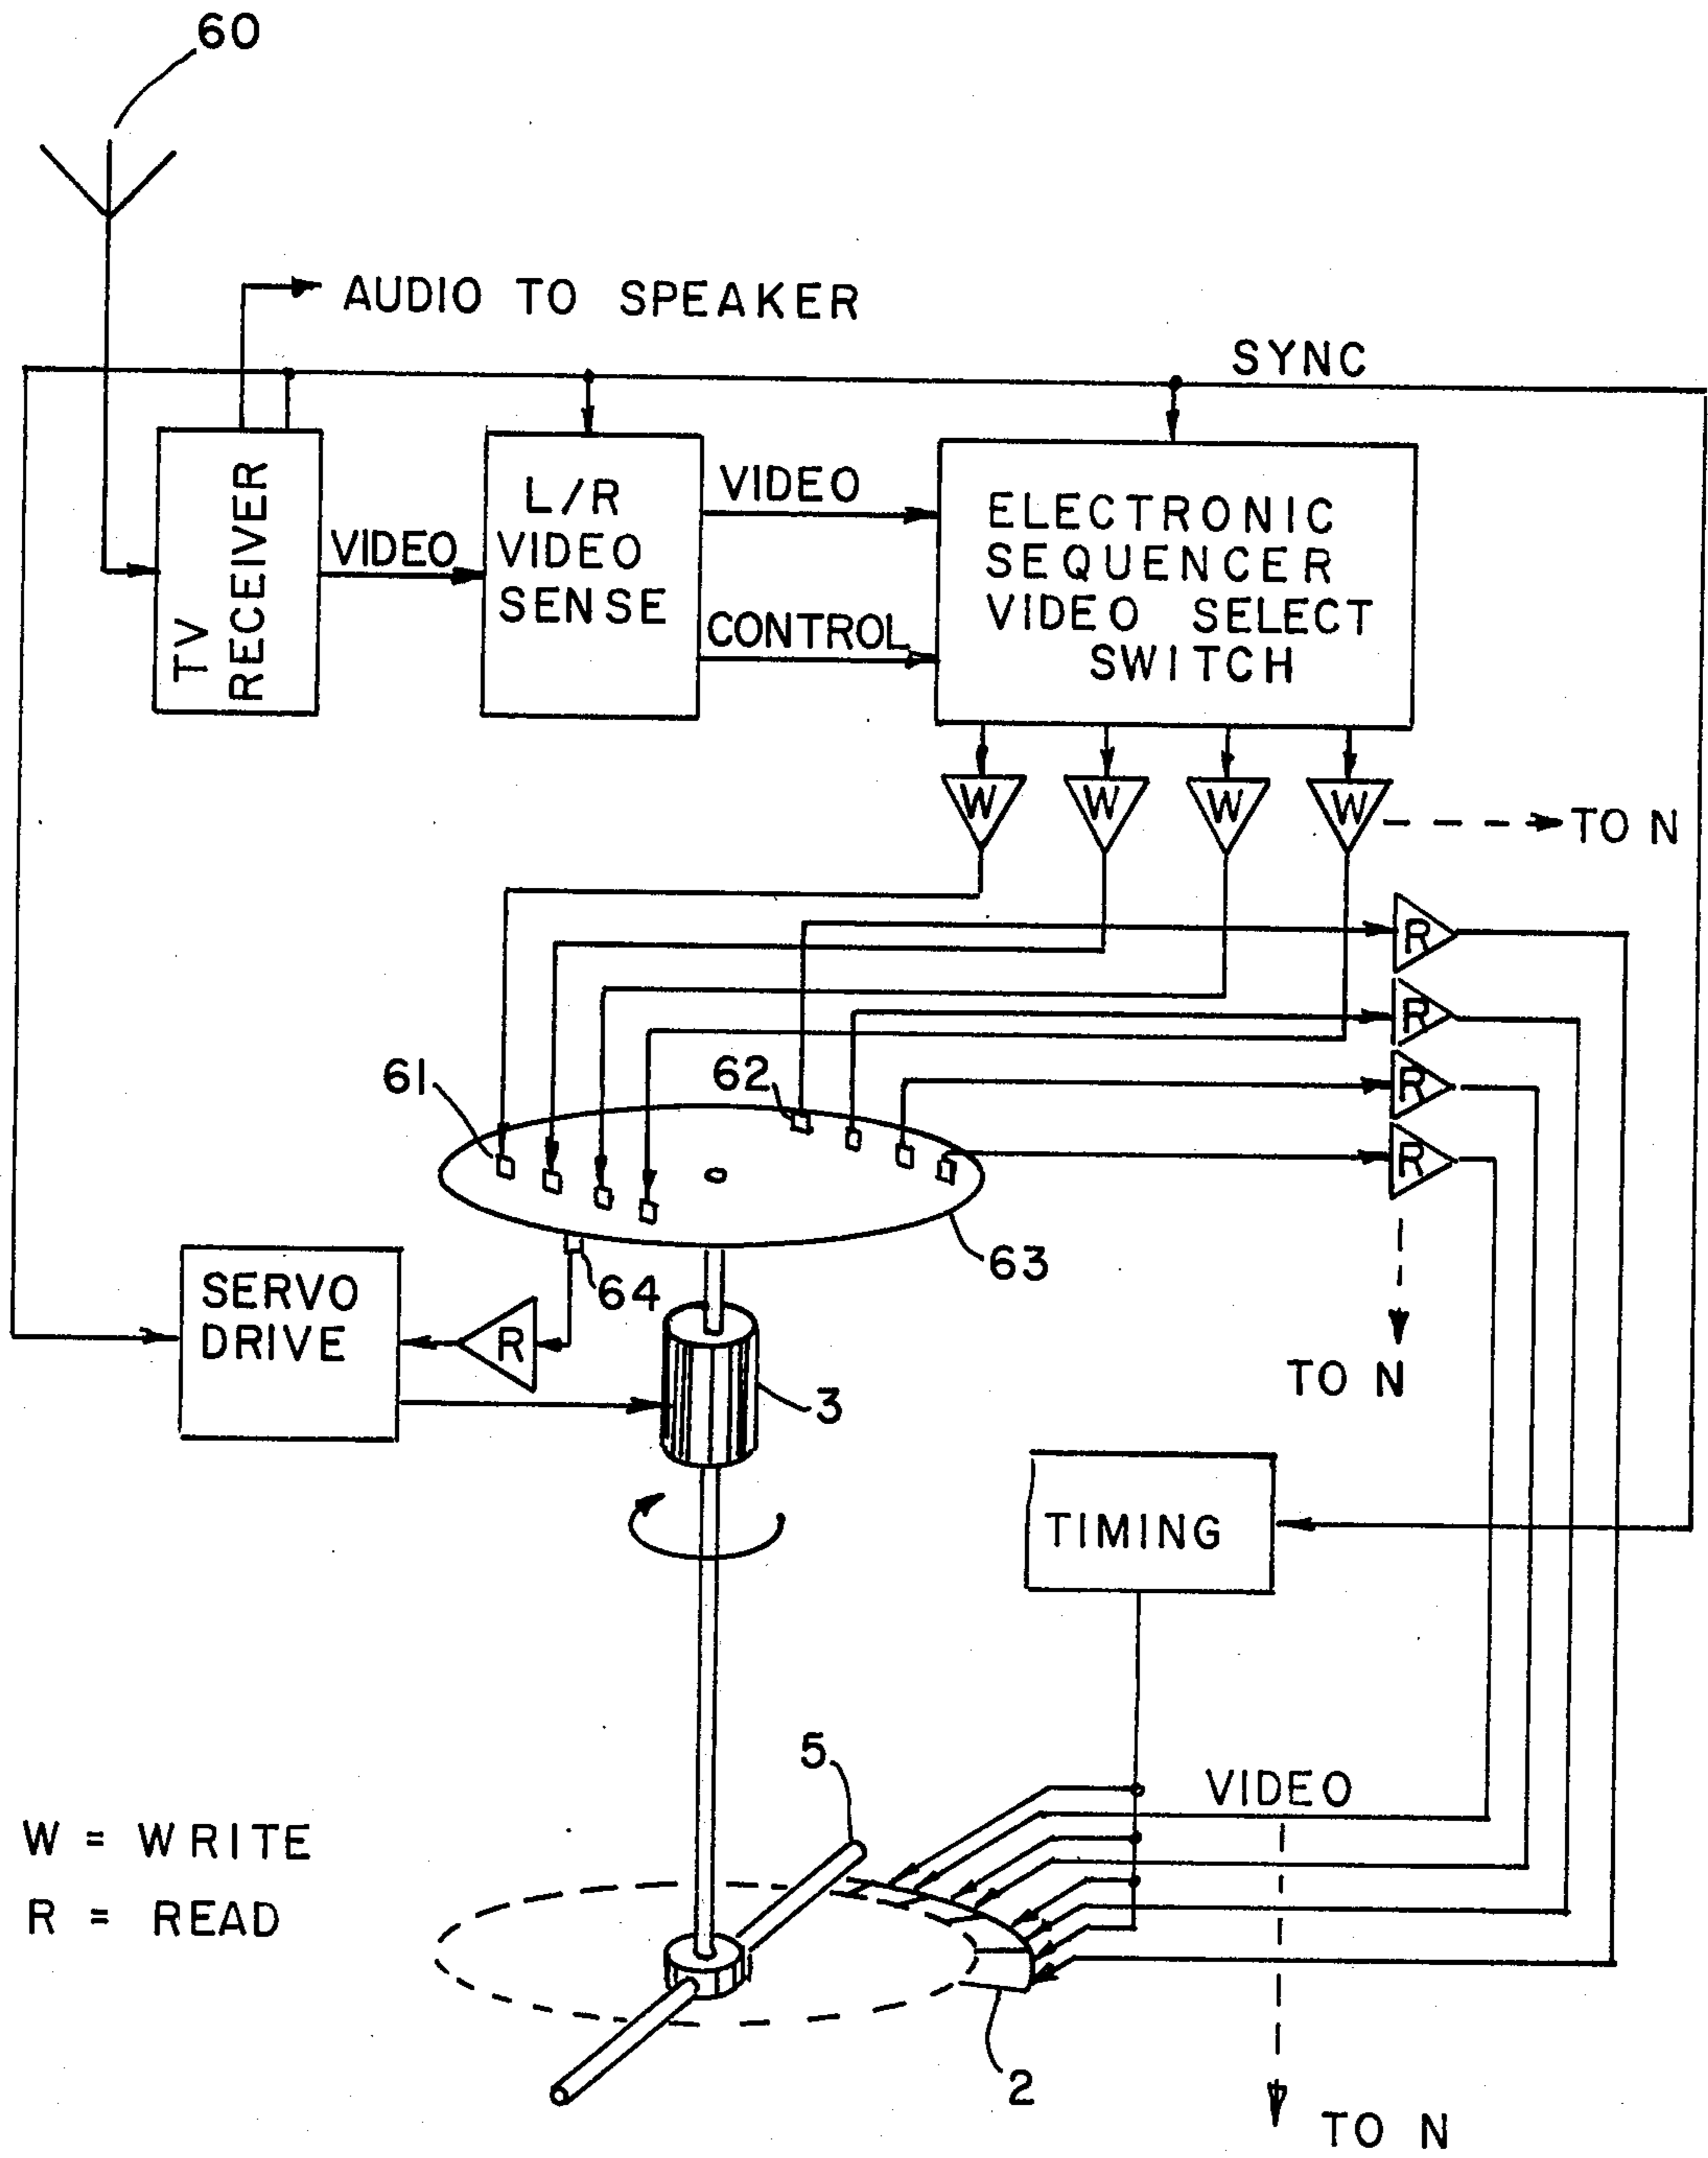 60
AUDIO TO SPEAKER
SYNC
TV
RECEIVER
VIDEO
L/R
VIDEO
SENSE
VIDEO
CONTROL
ELECTRONIC
SEQUENCER
VIDEO SELECT
SWITCH
W
W
W
W
TO N
R
R
R
R
TO N
61
62
63
64
SERVO
DRIVE
R
3
TIMING
5
VIDEO
W = WRITE
R = READ
2
TO N